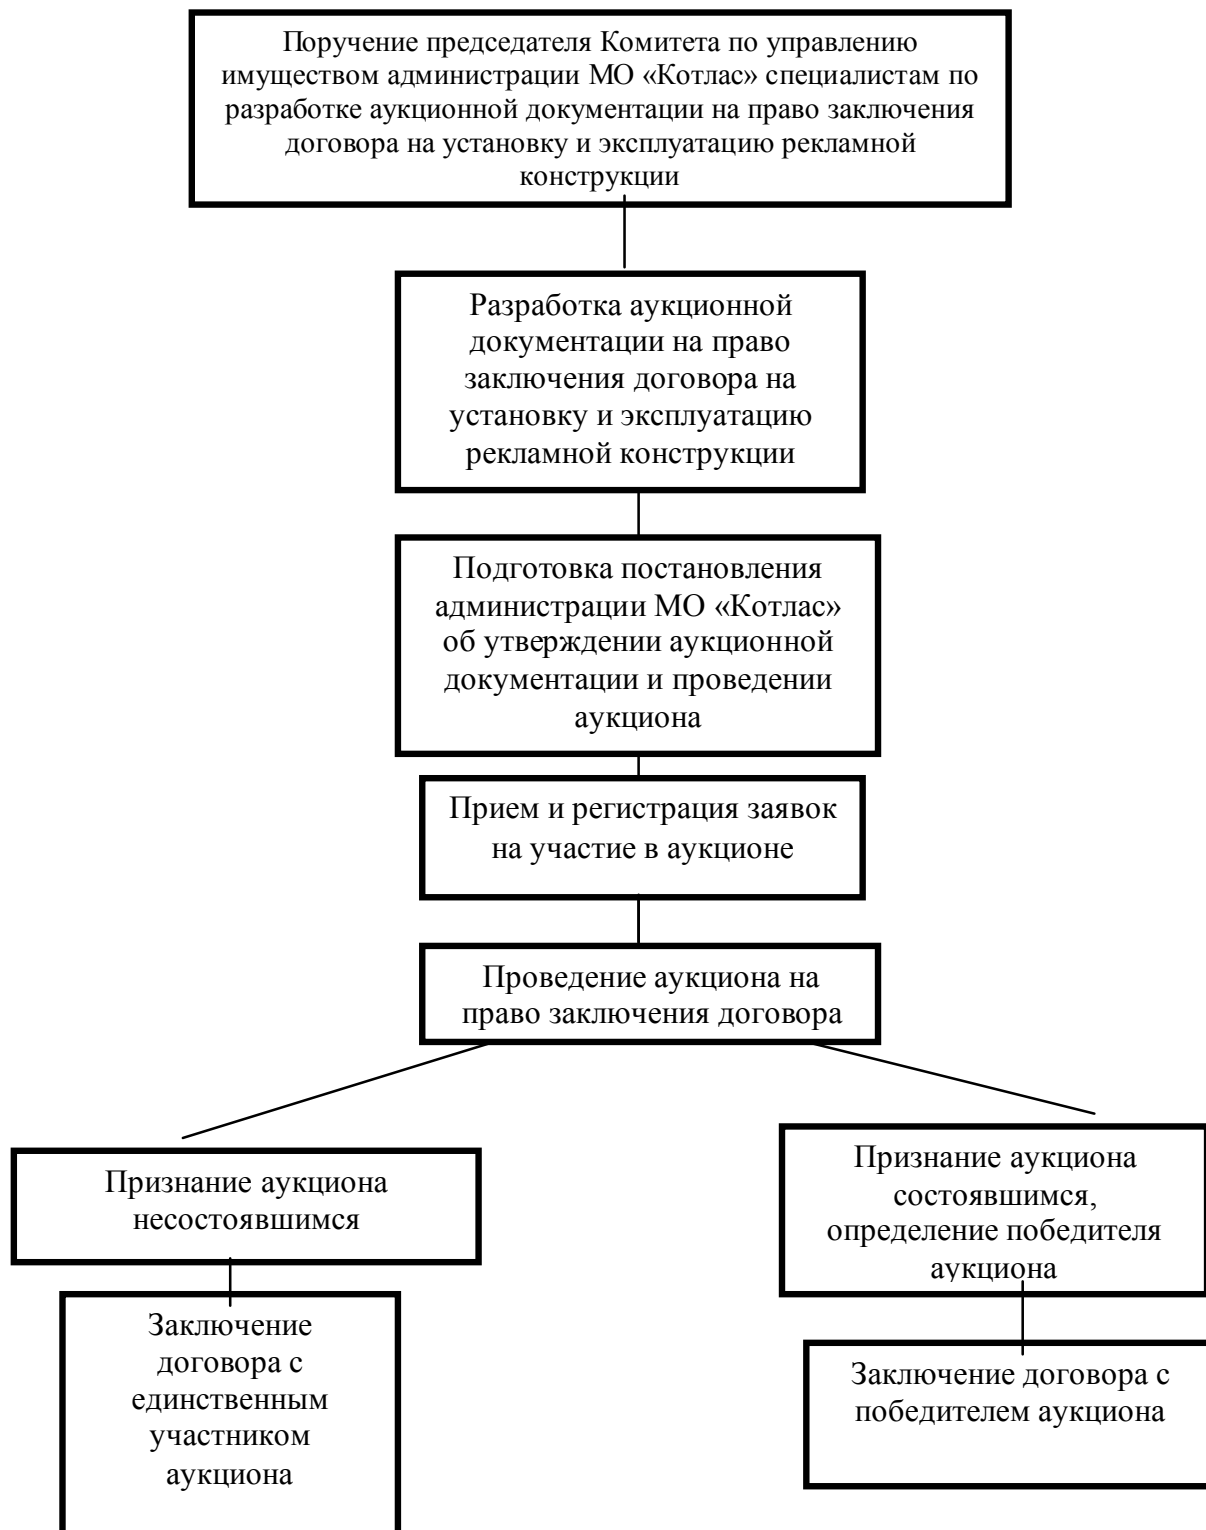 Поручение председателя Комитета по управлению
имуществом администрации МО «Котлас» специалистам по
разработке аукционной документации на право заключения
договора на установку и эксплуатацию рекламной
конструкции
Разработка аукционной
документации на право
заключения договора на
установку и эксплуатацию
рекламной конструкции
Подготовка постановления
администрации МО «Котлас»
об утверждении аукционной
документации и проведении
аукциона
Прием и регистрация заявок
на участие в аукционе
Проведение аукциона на
право заключения договора
Признание аукциона
несостоявшимся
Заключение
договора с
единственным
участником
аукциона
Признание аукциона
состоявшимся,
определение победителя
аукциона
Заключение договора с
победителем аукциона